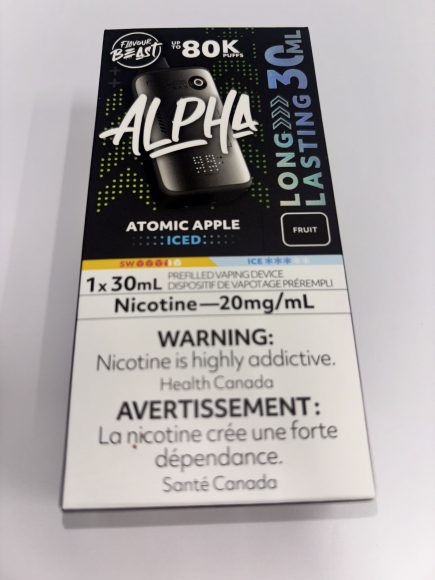 FLAVOUR
BEAST
UP TO 80K PUFFS
ALPHA
LONG LASTING 30ML
ATOMIC APPLE
ICED
FRUIT
SW
ICE
1 x 30mL PREFILLED VAPING DEVICE
DISPOSITIF DE VAPOTAGE PRÉREMPLI
Nicotine—20mg/mL
WARNING:
Nicotine is highly addictive.
Health Canada
AVERTISSEMENT:
La nicotine crée une forte
dépendance.
Santé Canada